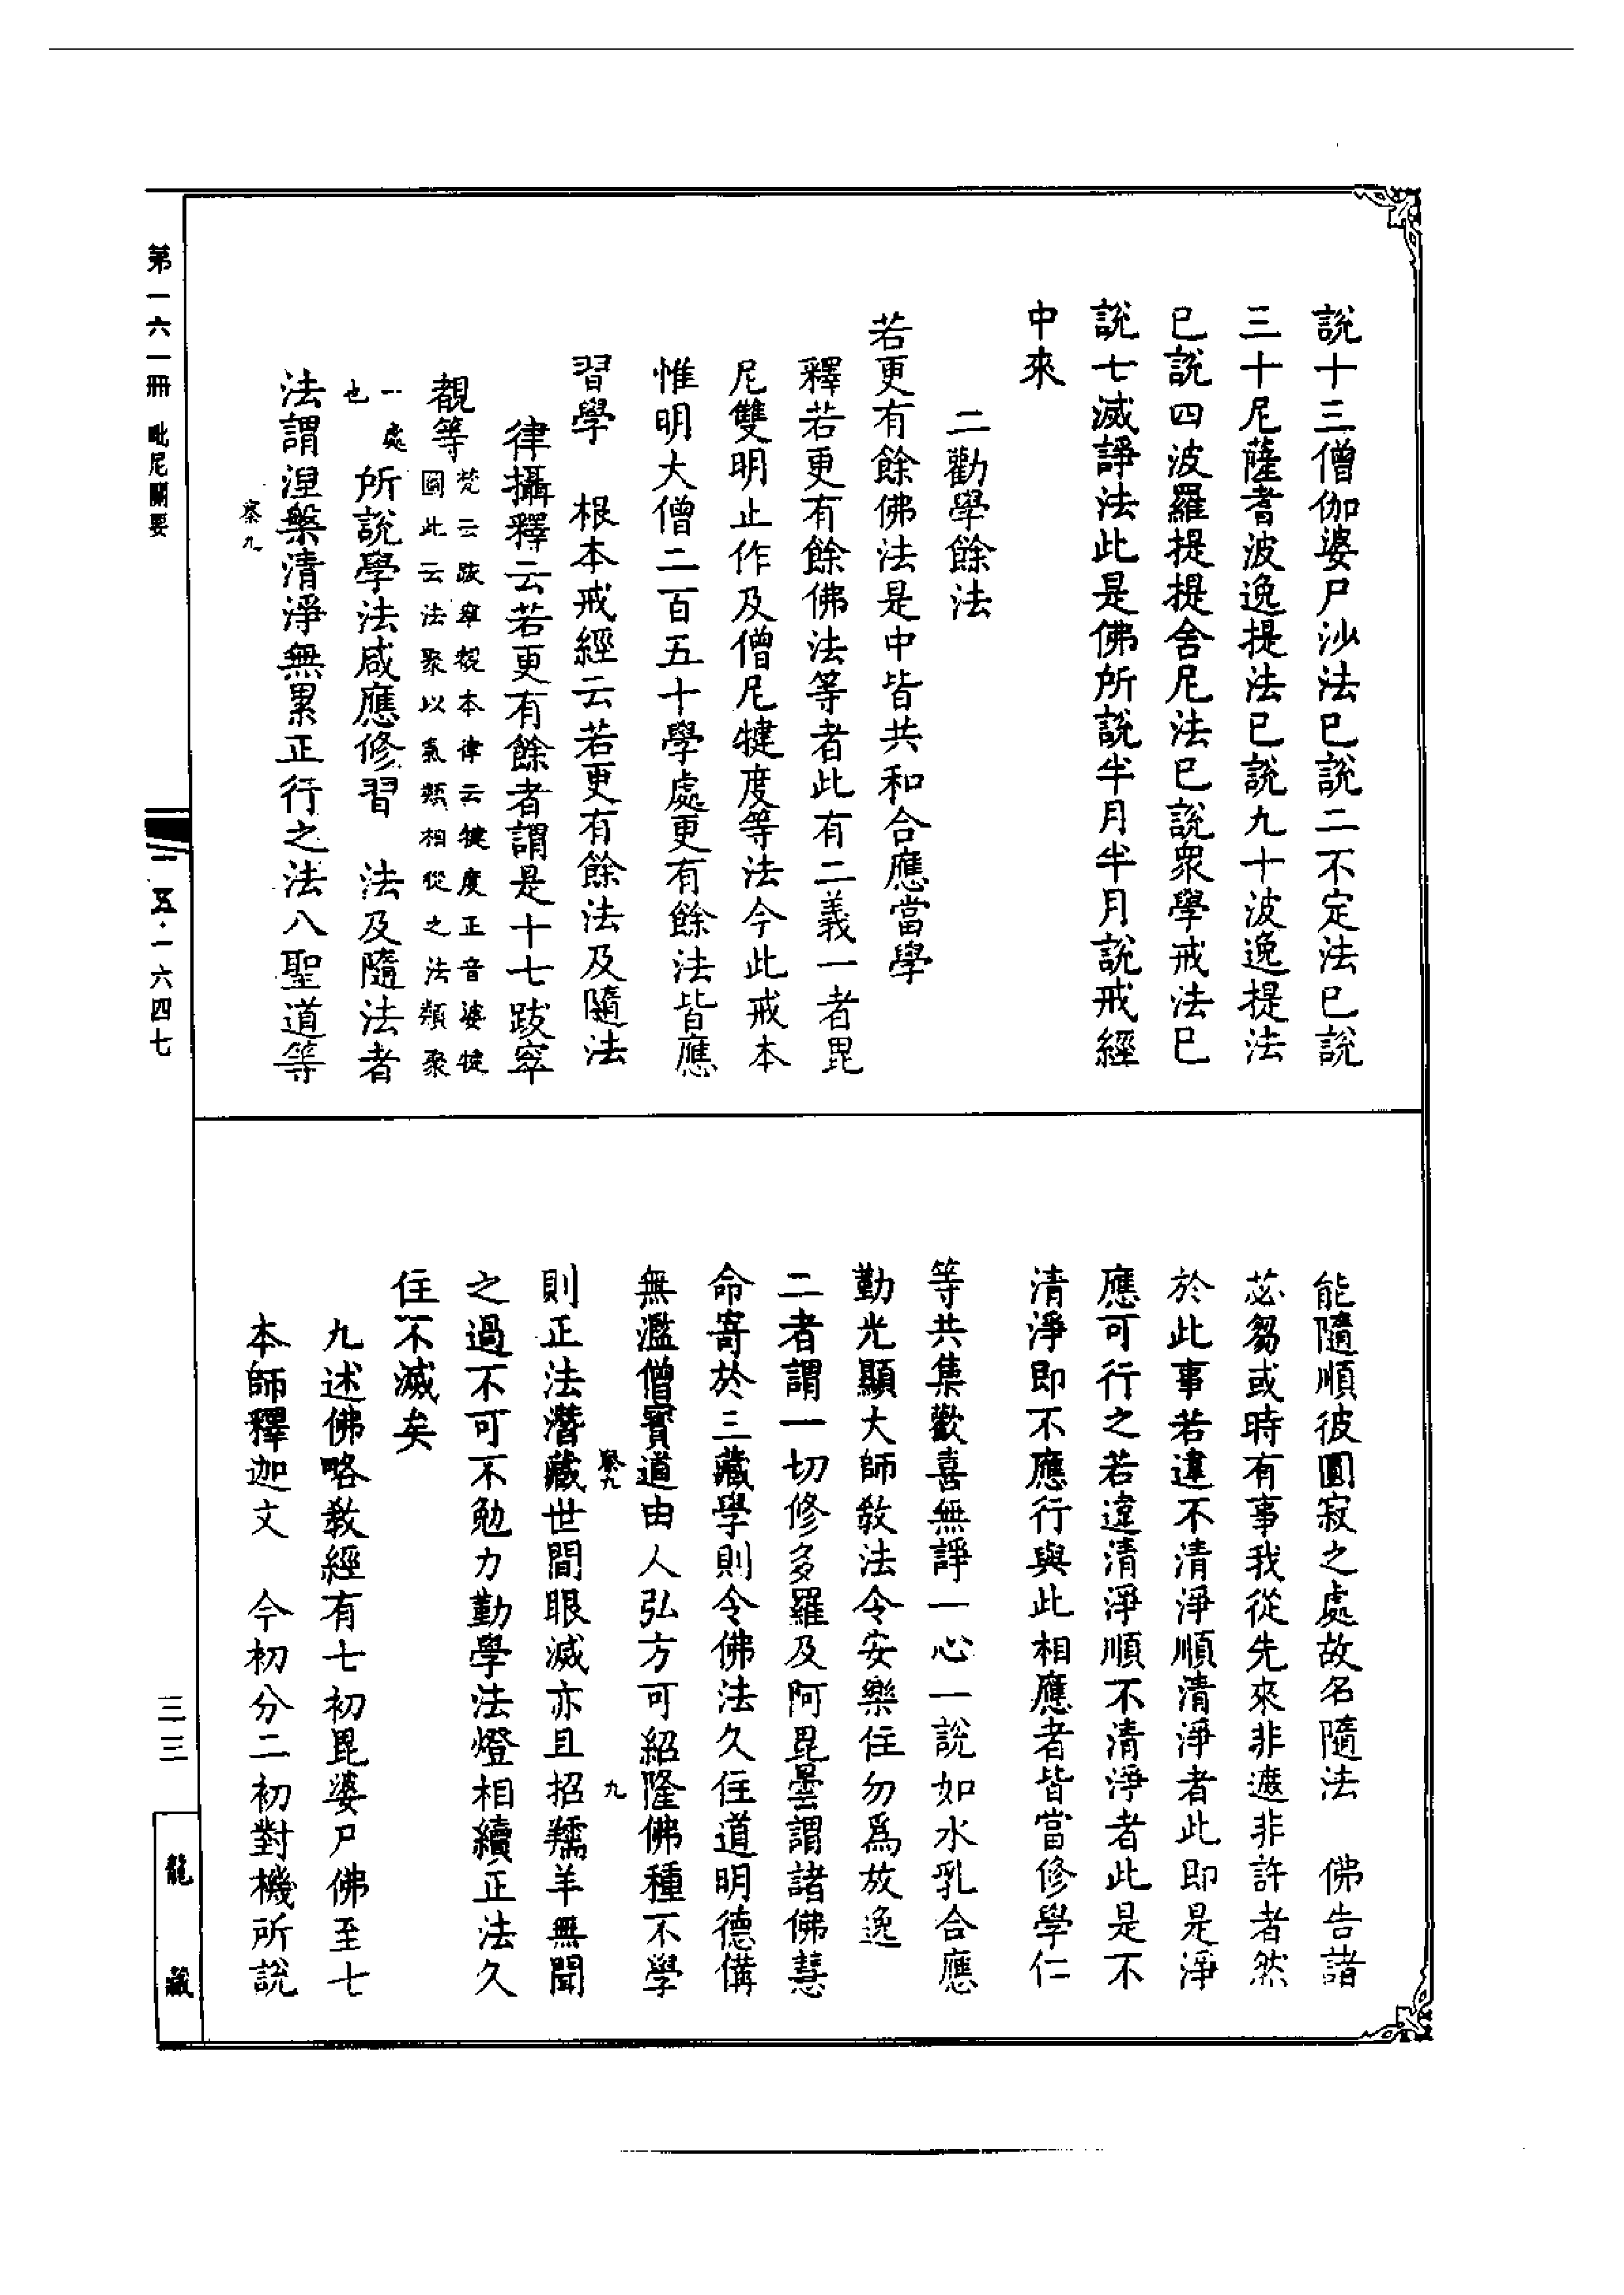 說十三僧伽婆尸沙法已說二不定法已說
三十尼薩耆波逸提法已說九十波逸提法
已說四波羅提提舍尼法已說衆學戒法已
說七滅諍法此是佛所說半月半月說戒經
中來
二勸學餘法
若更有餘佛法是中皆共和合應當學
釋若更有餘佛法等者此有二義一者毘
尼雙明止作及僧尼犍度等法今此戒本
惟明大僧二百五十學處更有餘法皆應
習學　根本戒經云若更有餘法及隨法
律攝釋云若更有餘者謂是十七跋窣
覩等
梵云跋窣覩本律云犍度正音婆犍
圖此云法聚以氣類相從之法類聚
一處
也
所說學法咸應修習　法及隨法者
法謂涅槃清淨無累正行之法八聖道等
能隨順彼圓寂之處故名隨法　佛告諸
苾芻或時有事我從先來非遮非許者然
於此事若違不清淨順清淨者此即是淨
應可行之若違清淨順不清淨者此是不
清淨即不應行與此相應者皆當修學仁
等共集歡喜無諍一心一說如水乳合應
勤光顯大師教法令安樂住勿爲放逸
二者謂一切修多羅及阿毘曇謂諸佛慧
命寄於三藏學則令佛法久住道明德備
無濫僧寶道由人弘方可紹隆佛種不學
則正法潛藏世間眼滅亦且招羺羊無聞
之過不可不勉力勤學法燈相續正法久
住不滅矣
九述佛略教經有七初毘婆尸佛至七
本師釋迦文　今初分二初對機所說
第一六一冊　毗尼關要
一五·一六四七
三三
龍藏